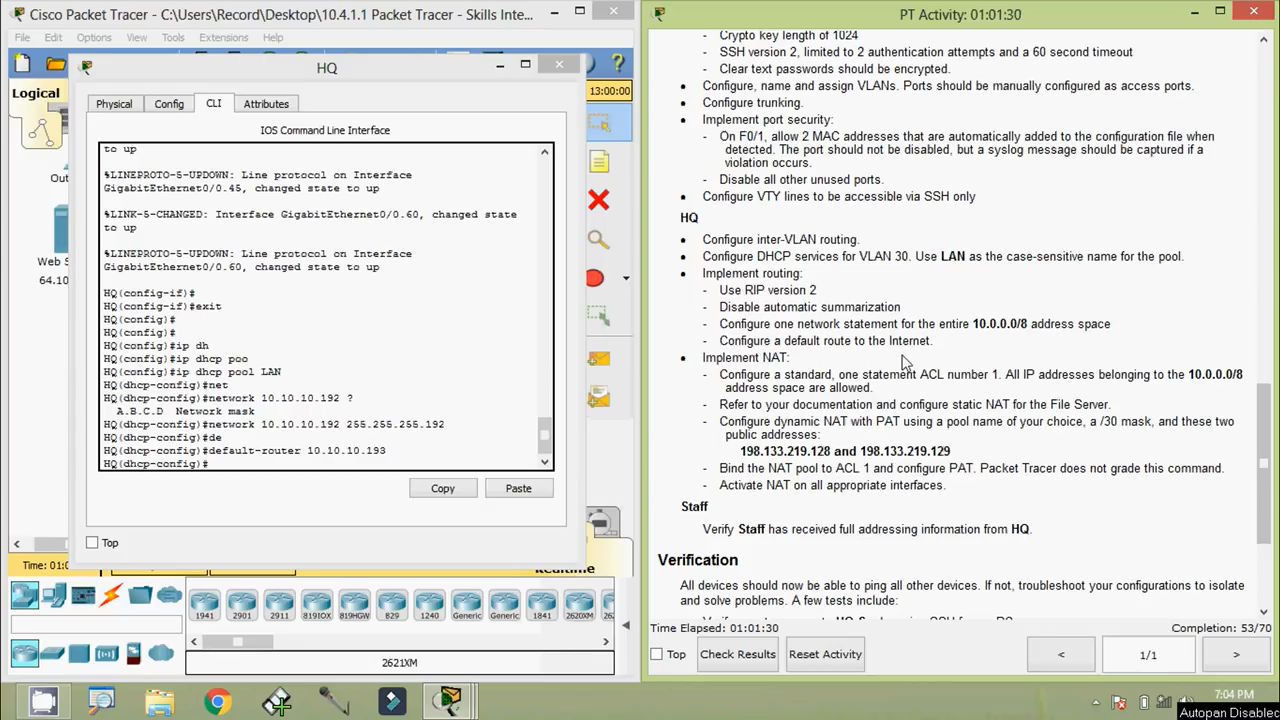 Cisco Packet Tracer - C:\Users\Record\Desktop\10.4.1.1 Packet Tracer - Skills Inte...
File Edit Options View Tools Extensions Help
Logical
13:00:00
HQ
Physical Config CLI Attributes
IOS Command Line Interface
to up
%LINEPROTO-5-UPDOWN: Line protocol on Interface
GigabitEthernet0/0.45, changed state to up
%LINK-5-CHANGED: Interface GigabitEthernet0/0.60, changed state
to up
%LINEPROTO-5-UPDOWN: Line protocol on Interface
GigabitEthernet0/0.60, changed state to up
HQ(config-if)#
HQ(config-if)#exit
HQ(config)#
HQ(config)#
HQ(config)#ip dh
HQ(config)#ip dhcp poo
HQ(config)#ip dhcp pool LAN
HQ(dhcp-config)#net
HQ(dhcp-config)#network 10.10.10.192 ?
A.B.C.D Network mask
HQ(dhcp-config)#network 10.10.10.192 255.255.255.192
HQ(dhcp-config)#de
HQ(dhcp-config)#default-router 10.10.10.193
HQ(dhcp-config)#
Copy Paste
Top
Ou
Web S
64.10
Time: 01:0
Realtime
1941 2901 2911 819IOX 819HGW 829 1240 Generic Generic 1841 2620XM 262
2621XM
PT Activity: 01:01:30
- Crypto key length of 1024
- SSH version 2, limited to 2 authentication attempts and a 60 second timeout
- Clear text passwords should be encrypted.
• Configure, name and assign VLANs. Ports should be manually configured as access ports.
• Configure trunking.
• Implement port security:
- On F0/1, allow 2 MAC addresses that are automatically added to the configuration file when
detected. The port should not be disabled, but a syslog message should be captured if a
violation occurs.
- Disable all other unused ports.
• Configure VTY lines to be accessible via SSH only
HQ
• Configure inter-VLAN routing.
• Configure DHCP services for VLAN 30. Use LAN as the case-sensitive name for the pool.
• Implement routing:
- Use RIP version 2
- Disable automatic summarization
- Configure one network statement for the entire 10.0.0.0/8 address space
- Configure a default route to the Internet.
• Implement NAT:
- Configure a standard, one statement ACL number 1. All IP addresses belonging to the 10.0.0.0/8
address space are allowed.
- Refer to your documentation and configure static NAT for the File Server.
- Configure dynamic NAT with PAT using a pool name of your choice, a /30 mask, and these two
public addresses:
198.133.219.128 and 198.133.219.129
- Bind the NAT pool to ACL 1 and configure PAT. Packet Tracer does not grade this command.
- Activate NAT on all appropriate interfaces.
Staff
Verify Staff has received full addressing information from HQ.
Verification
All devices should now be able to ping all other devices. If not, troubleshoot your configurations to isolate
and solve problems. A few tests include:
Time Elapsed: 01:01:30 Completion: 53/70
Top Check Results Reset Activity < 1/1 >
7:04 PM
Autopan Disabled